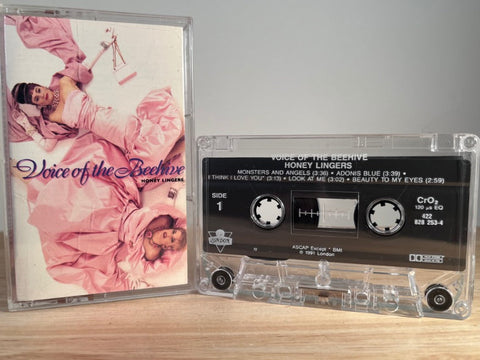 Voice of the Beehive
HONEY LINGERS
VOICE OF THE BEEHIVE
HONEY LINGERS
MONSTERS AND ANGELS (3:36) • ADONIS BLUE (3:39) •
I THINK I LOVE YOU* (3:13) • LOOK AT ME (3:02) • BEAUTY TO MY EYES (2:59)
SIDE
1
CrO2
120 µs EQ
422
828 253-4
LONDON
ASCAP Except * BMI
℗ 1991 London